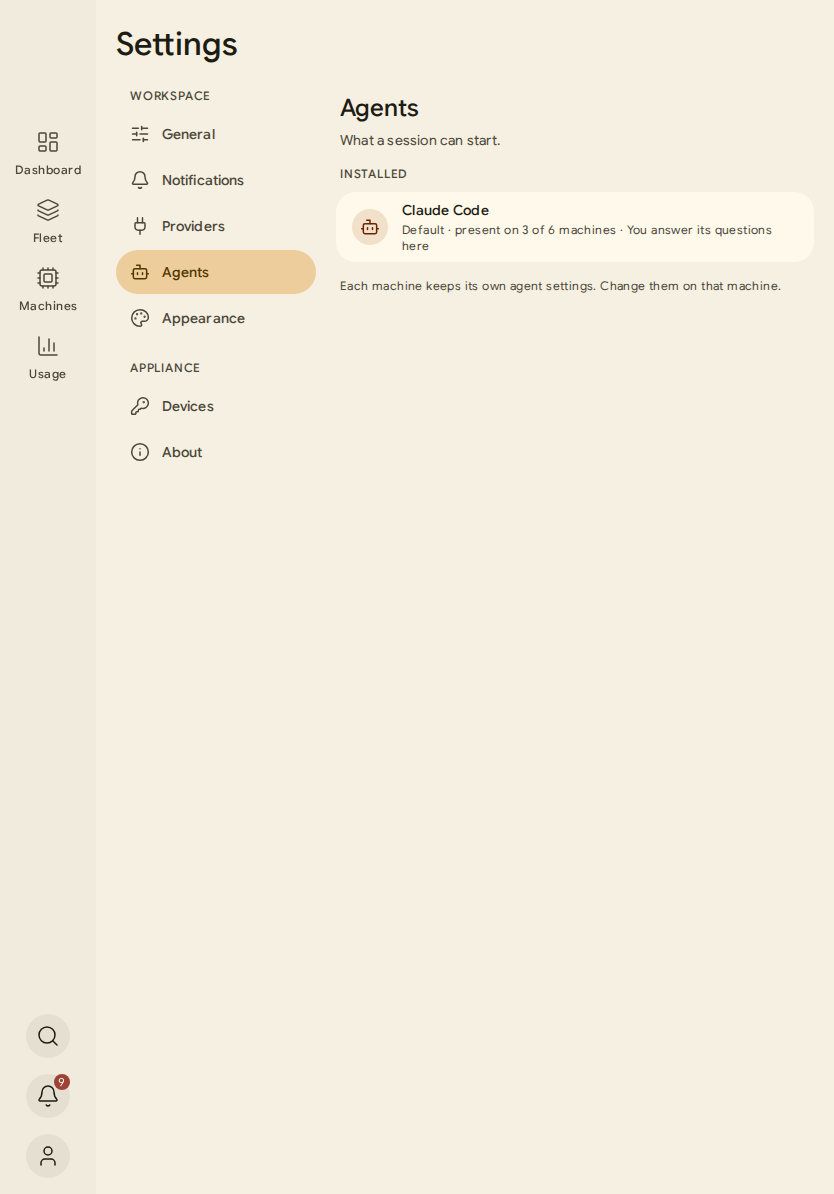 Settings
Dashboard
Fleet
Machines
Usage
9
WORKSPACE
General
Notifications
Providers
Agents
Appearance
APPLIANCE
Devices
About
Agents
What a session can start.
INSTALLED
Claude Code
Default · present on 3 of 6 machines · You answer its questions
here
Each machine keeps its own agent settings. Change them on that machine.